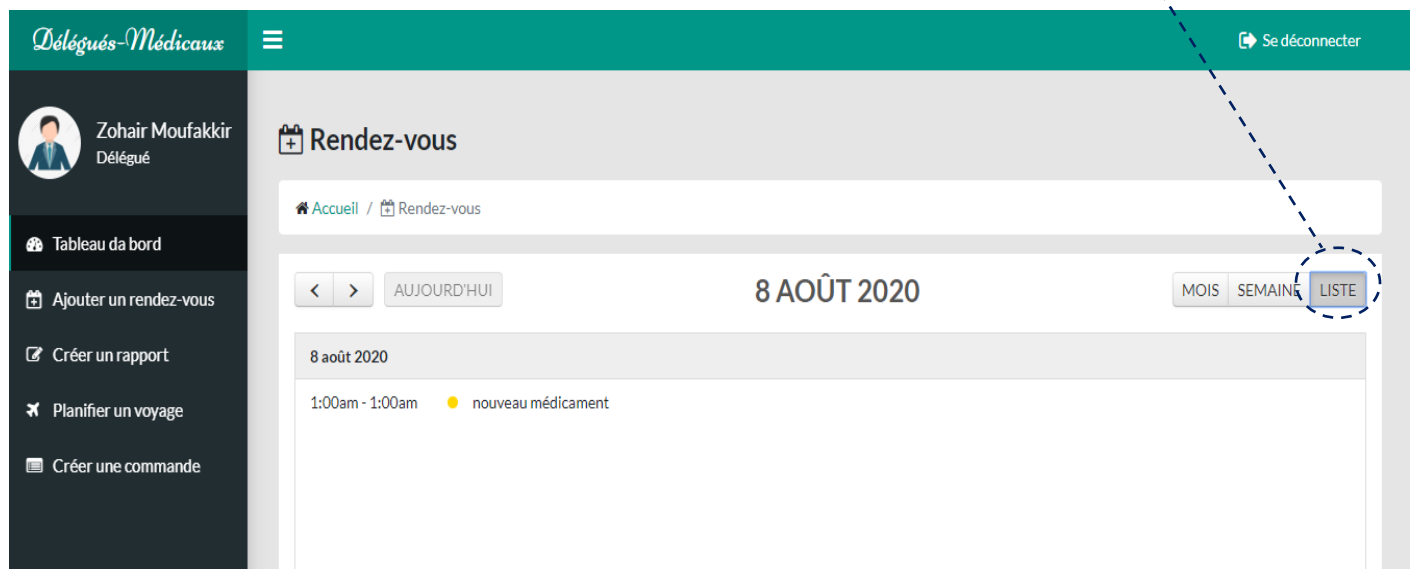 Délégués-Médicaux
Se déconnecter
Zohair Moufakkir
Délégué
Rendez-vous
Accueil / Rendez-vous
Tableau da bord
Ajouter un rendez-vous
Créer un rapport
Planifier un voyage
Créer une commande
AUJOURD'HUI
8 AOÛT 2020
MOIS SEMAINE LISTE
8 août 2020
1:00am - 1:00am nouveau médicament